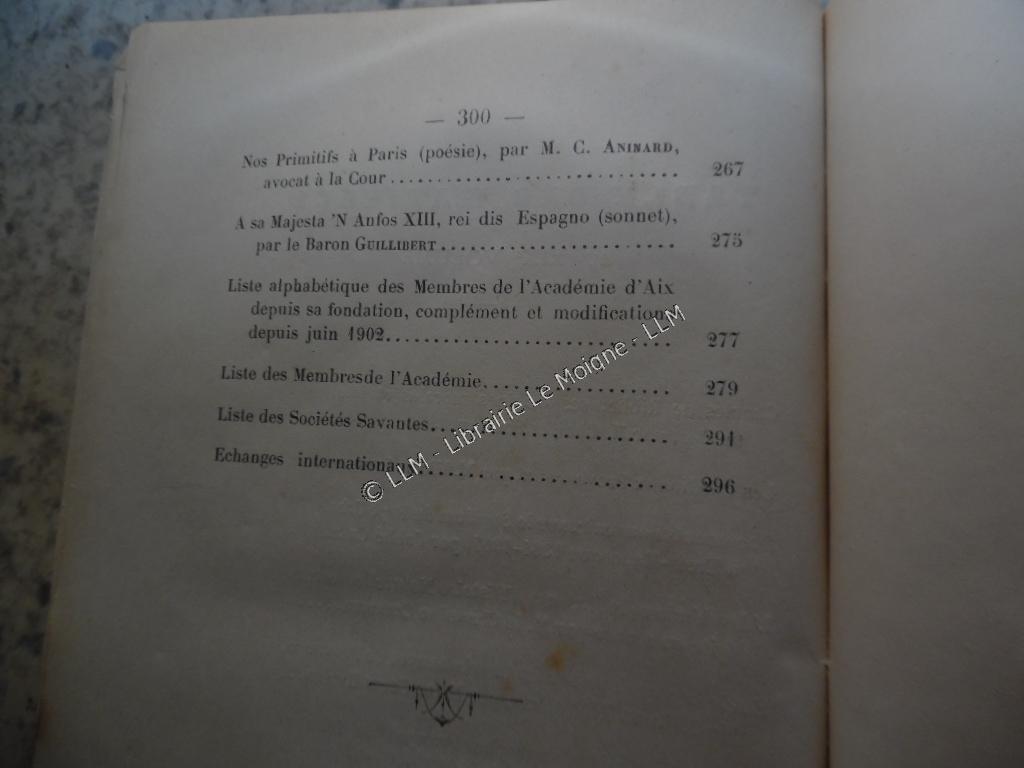 — 300 —
Nos Primitifs à Paris (poésie), par M. C. ANINARD,
avocat à la Cour.............................. 267
A sa Majesta 'N Anfos XIII, rei dis Espagno (sonnet),
par le Baron GUILLIBERT........................ 275
Liste alphabétique des Membres de l'Académie d'Aix
depuis sa fondation, complément et modifications
depuis juin 1902.............................. 277
Liste des Membresde l'Académie.................. 279
Liste des Sociétés Savantes........................ 291
Echanges internationaux........................ 296
© LLM - Librairie Le Moigne - LLM